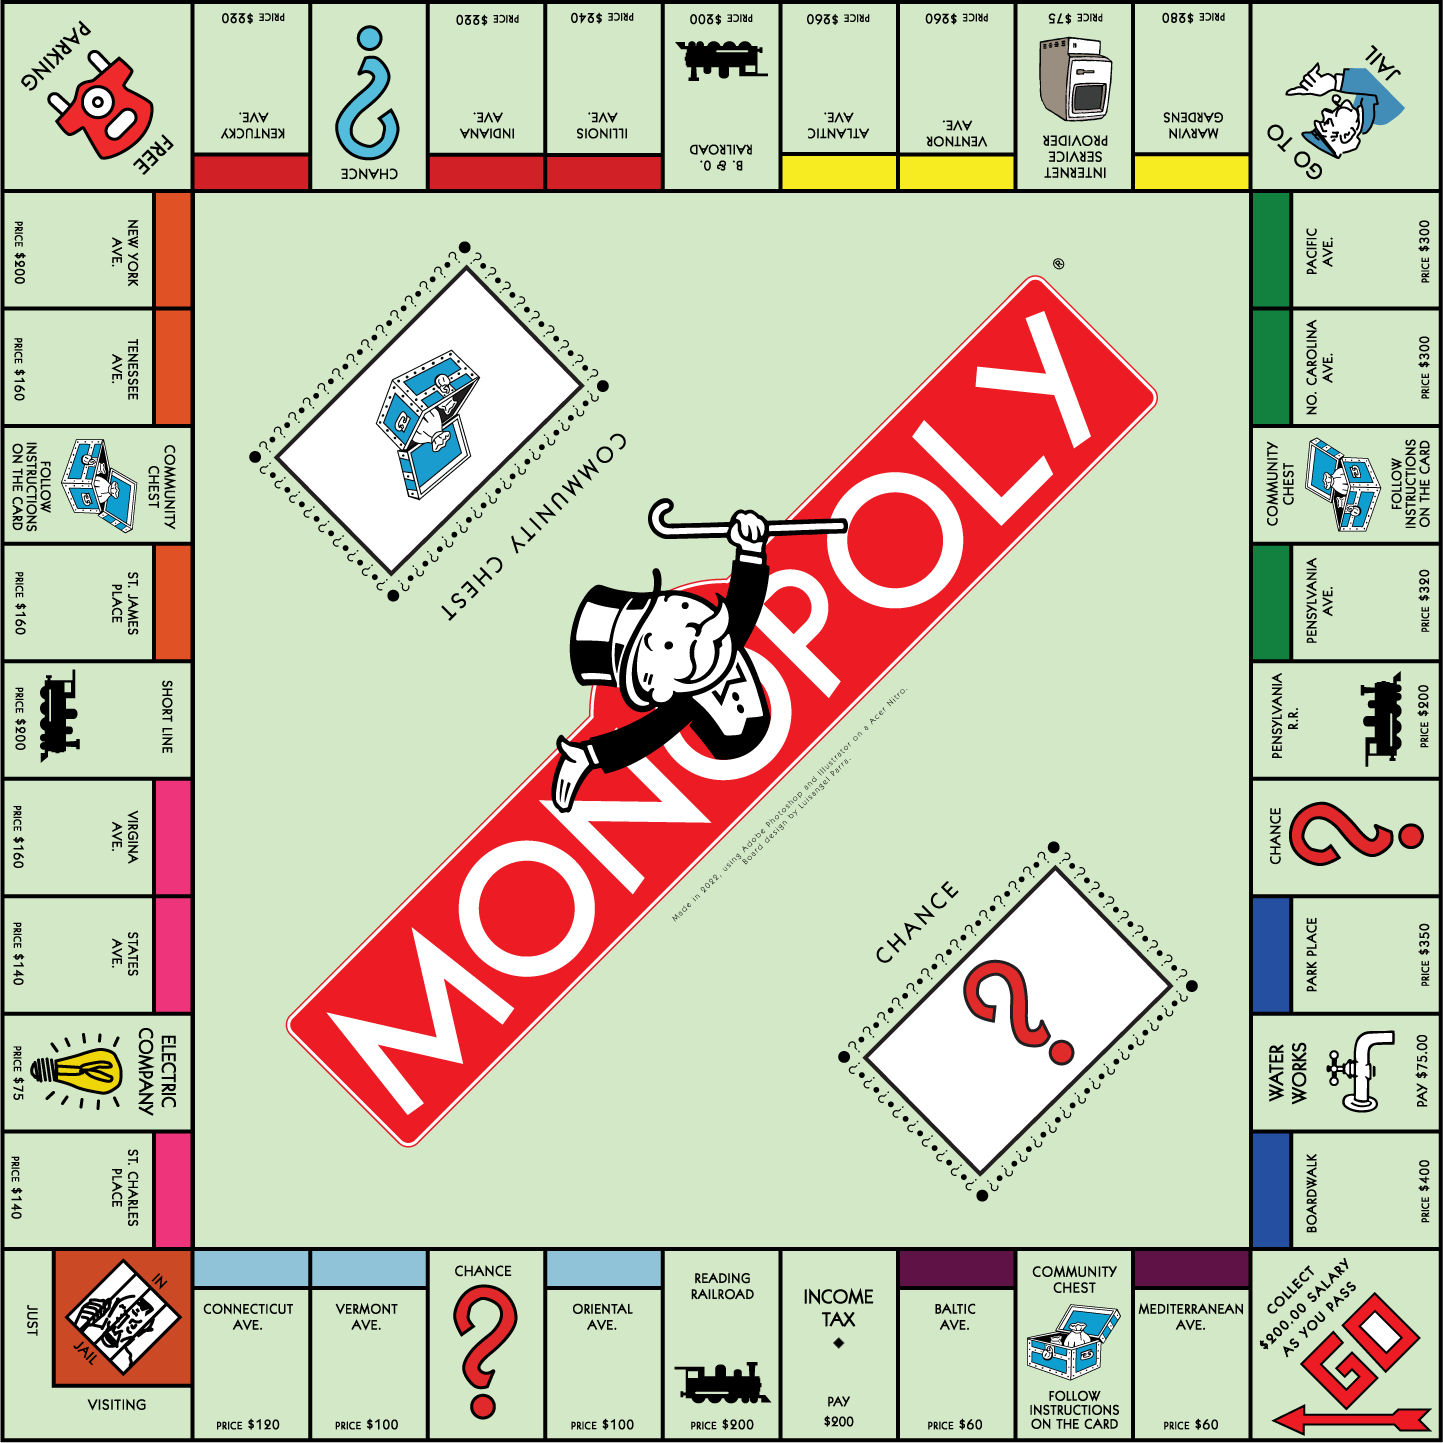 FREE
PARKING
KENTUCKY
AVE.
PRICE $220
CHANCE
INDIANA
AVE.
PRICE $220
ILLINOIS
AVE.
PRICE $240
B. & O.
RAILROAD
PRICE $200
ATLANTIC
AVE.
PRICE $260
VENTNOR
AVE.
PRICE $260
INTERNET
SERVICE
PROVIDER
PRICE $75
MARVIN
GARDENS
PRICE $280
GO TO
JAIL
NEW YORK
AVE.
PRICE $200
TENESSEE
AVE.
PRICE $160
COMMUNITY
CHEST
FOLLOW
INSTRUCTIONS
ON THE CARD
ST. JAMES
PLACE
PRICE $160
SHORT LINE
PRICE $200
VIRGINA
AVE.
PRICE $160
STATES
AVE.
PRICE $140
ELECTRIC
COMPANY
PRICE $75
ST. CHARLES
PLACE
PRICE $140
COMMUNITY CHEST
MONOPOLY
®
Made in 2022, using Adobe Photoshop and Illustrator on a Acer Nitro.
Board design by Luisangel Parra.
CHANCE
?
PACIFIC
AVE.
PRICE $300
NO. CAROLINA
AVE.
PRICE $300
COMMUNITY
CHEST
FOLLOW
INSTRUCTIONS
ON THE CARD
PENSYLVANIA
AVE.
PRICE $320
PENSYLVANIA
R.R.
PRICE $200
CHANCE
?
PARK PLACE
PRICE $350
WATER
WORKS
PAY $75.00
BOARDWALK
PRICE $400
IN
JAIL
JUST
VISITING
CONNECTICUT
AVE.
PRICE $120
VERMONT
AVE.
PRICE $100
CHANCE
?
ORIENTAL
AVE.
PRICE $100
READING
RAILROAD
PRICE $200
INCOME
TAX
PAY
$200
BALTIC
AVE.
PRICE $60
COMMUNITY
CHEST
FOLLOW
INSTRUCTIONS
ON THE CARD
MEDITERRANEAN
AVE.
PRICE $60
COLLECT
$200.00 SALARY
AS YOU PASS
GO